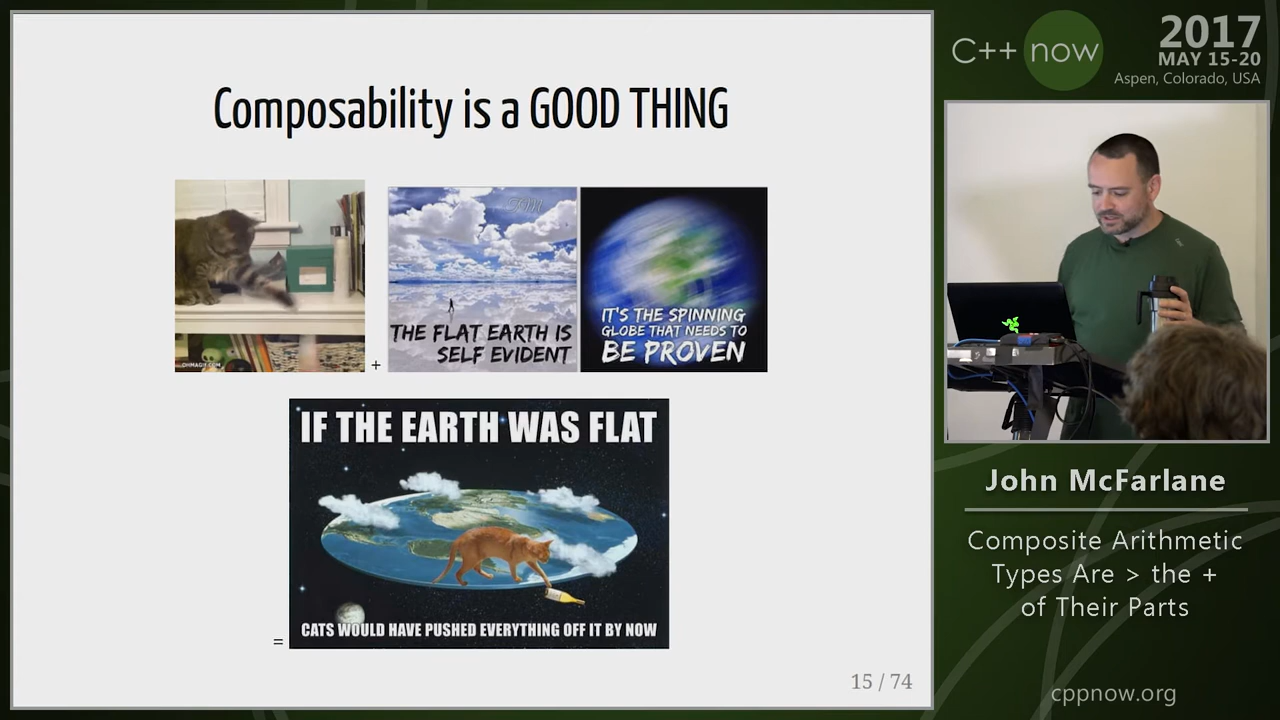 Composability is a GOOD THING
OHMAGIF.COM
+
THE FLAT EARTH IS
SELF EVIDENT
IT'S THE SPINNING
GLOBE THAT NEEDS TO
BE PROVEN
=
IF THE EARTH WAS FLAT
CATS WOULD HAVE PUSHED EVERYTHING OFF IT BY NOW
15 / 74
C++ now
2017
MAY 15-20
Aspen, Colorado, USA
John McFarlane
Composite Arithmetic
Types Are > the +
of Their Parts
cppnow.org